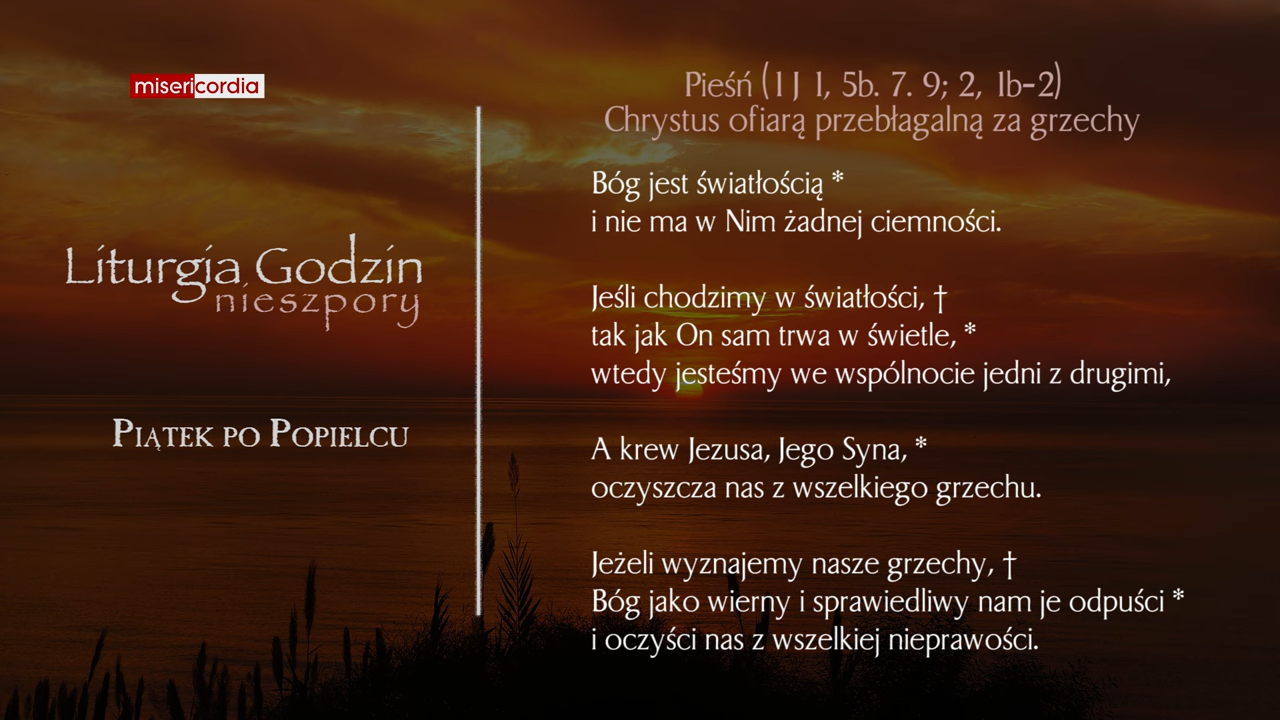 misericordia
Liturgia Godzin
nieszpory
Piątek po Popielcu
Pieśń (1 J 1, 5b. 7. 9; 2, 1b-2)
Chrystus ofiarą przebłagalną za grzechy
Bóg jest światłością *
i nie ma w Nim żadnej ciemności.
Jeśli chodzimy w światłości, †
tak jak On sam trwa w świetle, *
wtedy jesteśmy we wspólnocie jedni z drugimi,
A krew Jezusa, Jego Syna, *
oczyszcza nas z wszelkiego grzechu.
Jeżeli wyznajemy nasze grzechy, †
Bóg jako wierny i sprawiedliwy nam je odpuści *
i oczyści nas z wszelkiej nieprawości.